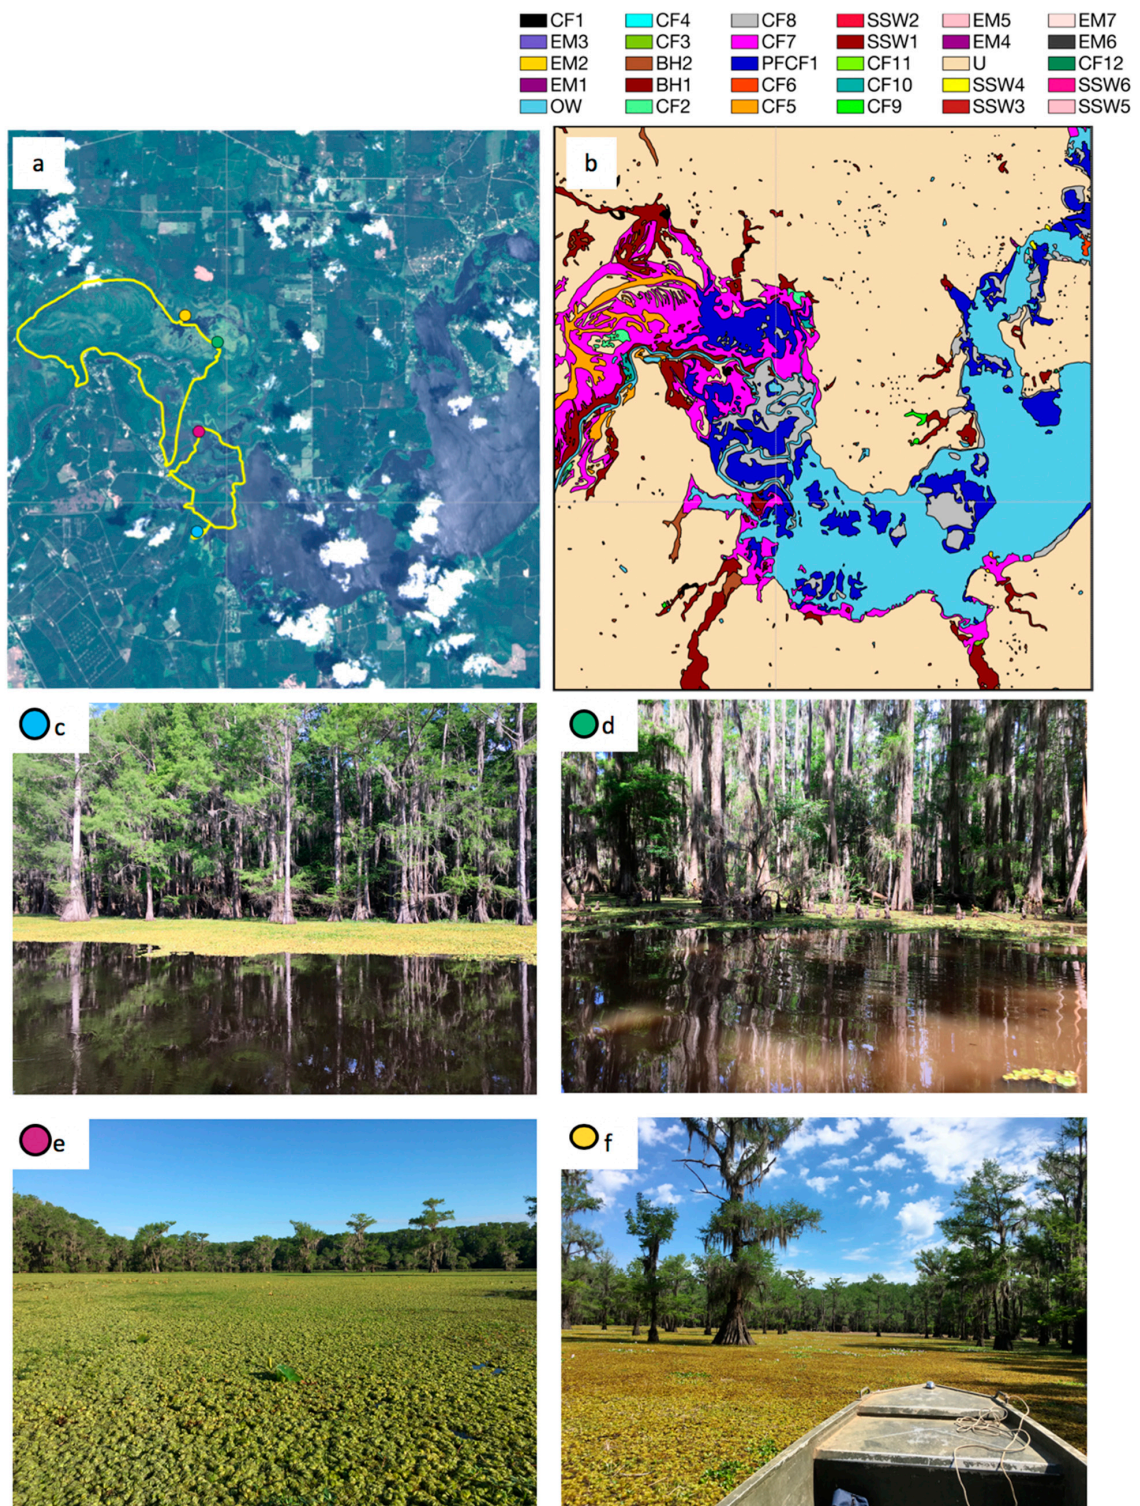 CF1 CF4 CF8 SSW2 EM5 EM7
EM3 CF3 CF7 SSW1 EM4 EM6
EM2 BH2 PFCF1 CF11 U CF12
EM1 BH1 CF6 CF10 SSW4 SSW6
OW CF2 CF5 CF9 SSW3 SSW5
a b
c d
e f